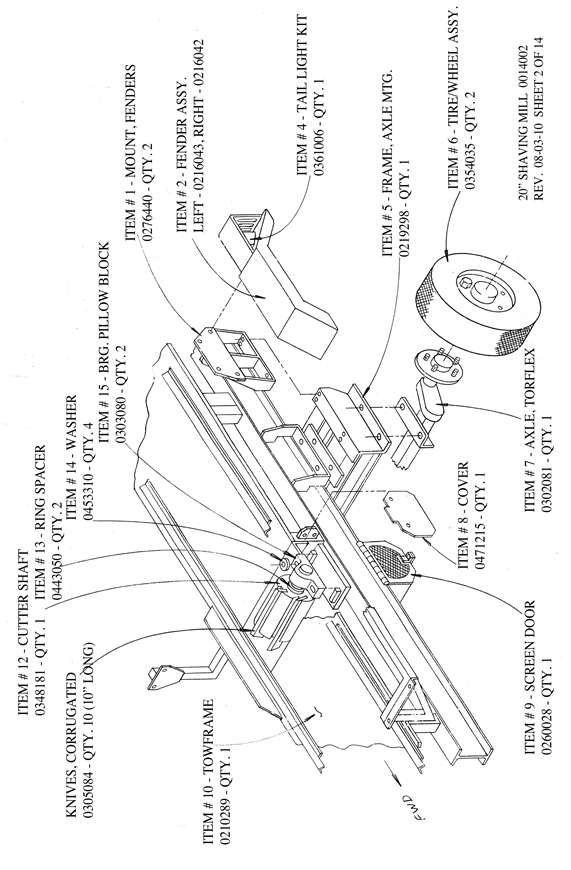 ITEM # 12 - CUTTER SHAFT
0348181 - QTY. 1
ITEM # 13 - RING SPACER
0443050 - QTY. 2
ITEM # 14 - WASHER
0453310 - QTY. 4
ITEM # 15 - BRG. PILLOW BLOCK
0303080 - QTY. 2
ITEM # 1 - MOUNT, FENDERS
0276440 - QTY. 2
ITEM # 2 - FENDER ASSY.
LEFT - 0216043, RIGHT - 0216042
ITEM # 4 - TAIL LIGHT KIT
0361006 - QTY. 1
KNIVES, CORRUGATED
0305084 - QTY. 10 (10" LONG)
ITEM # 10 - TOWFRAME
0210289 - QTY. 1
ITEM # 5 - FRAME, AXLE MTG.
0219298 - QTY. 1
ITEM # 6 - TIRE/WHEEL ASSY.
0354035 - QTY. 2
FWD
ITEM # 9 - SCREEN DOOR
0260028 - QTY. 1
ITEM # 8 - COVER
0471215 - QTY. 1
ITEM # 7 - AXLE, TORFLEX
0302081 - QTY. 1
20" SHAVING MILL 0014002
REV. 08-03-10 SHEET 2 OF 14